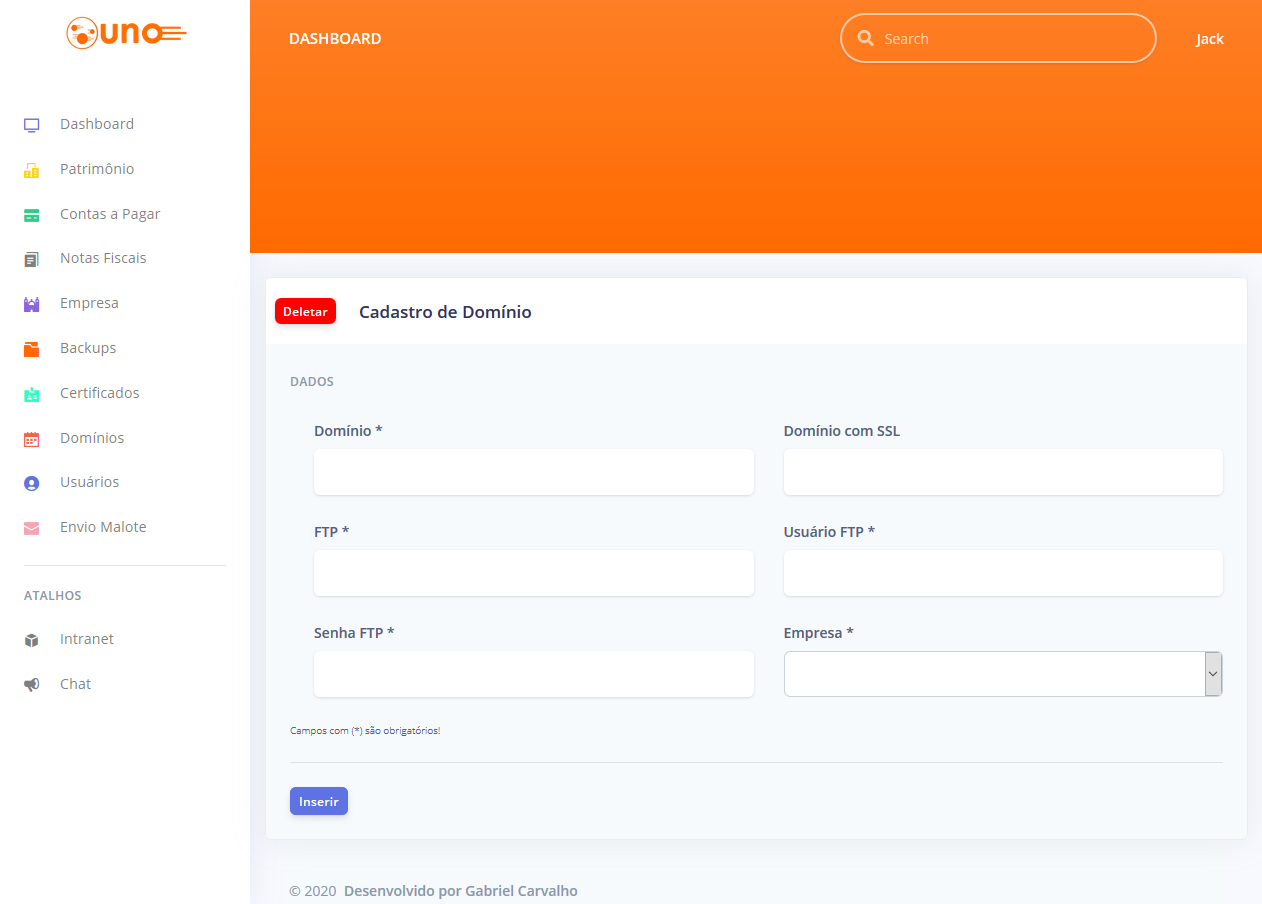 uno
DASHBOARD
Search
Jack
Dashboard
Patrimônio
Contas a Pagar
Notas Fiscais
Empresa
Backups
Certificados
Domínios
Usuários
Envio Malote
ATALHOS
Intranet
Chat
Deletar
Cadastro de Domínio
DADOS
Domínio *
Domínio com SSL
FTP *
Usuário FTP *
Senha FTP *
Empresa *
Campos com (*) são obrigatórios!
Inserir
© 2020 Desenvolvido por Gabriel Carvalho